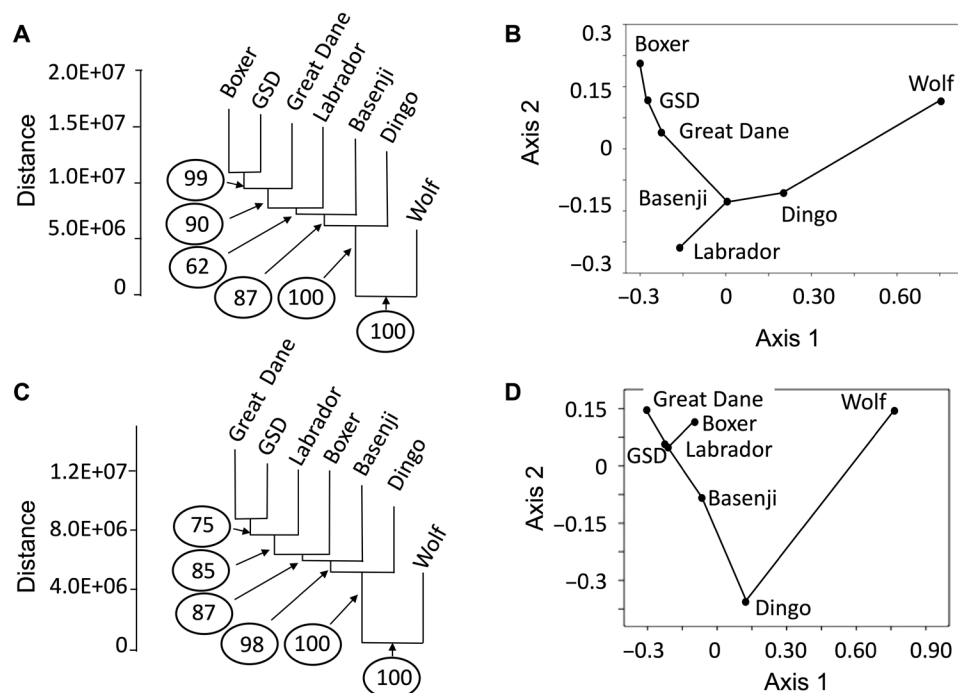 A
Boxer
GSD
Great Dane
Labrador
Basenji
Dingo
Wolf
Distance
2.0E+07
1.5E+07
1.0E+07
5.0E+06
0
99
90
62
87
100
100
B
Axis 2
0.3
0.15
0
−0.15
−0.3
Boxer
GSD
Great Dane
Basenji
Labrador
Dingo
Wolf
−0.3 0 0.30 0.60
Axis 1
C
Great Dane
GSD
Labrador
Boxer
Basenji
Dingo
Wolf
Distance
1.2E+07
8.0E+06
4.0E+06
0
75
85
87
98
100
100
D
Axis 2
0.15
0
−0.15
−0.3
Great Dane
Boxer
GSD
Labrador
Basenji
Dingo
Wolf
−0.3 0 0.30 0.60 0.90
Axis 1